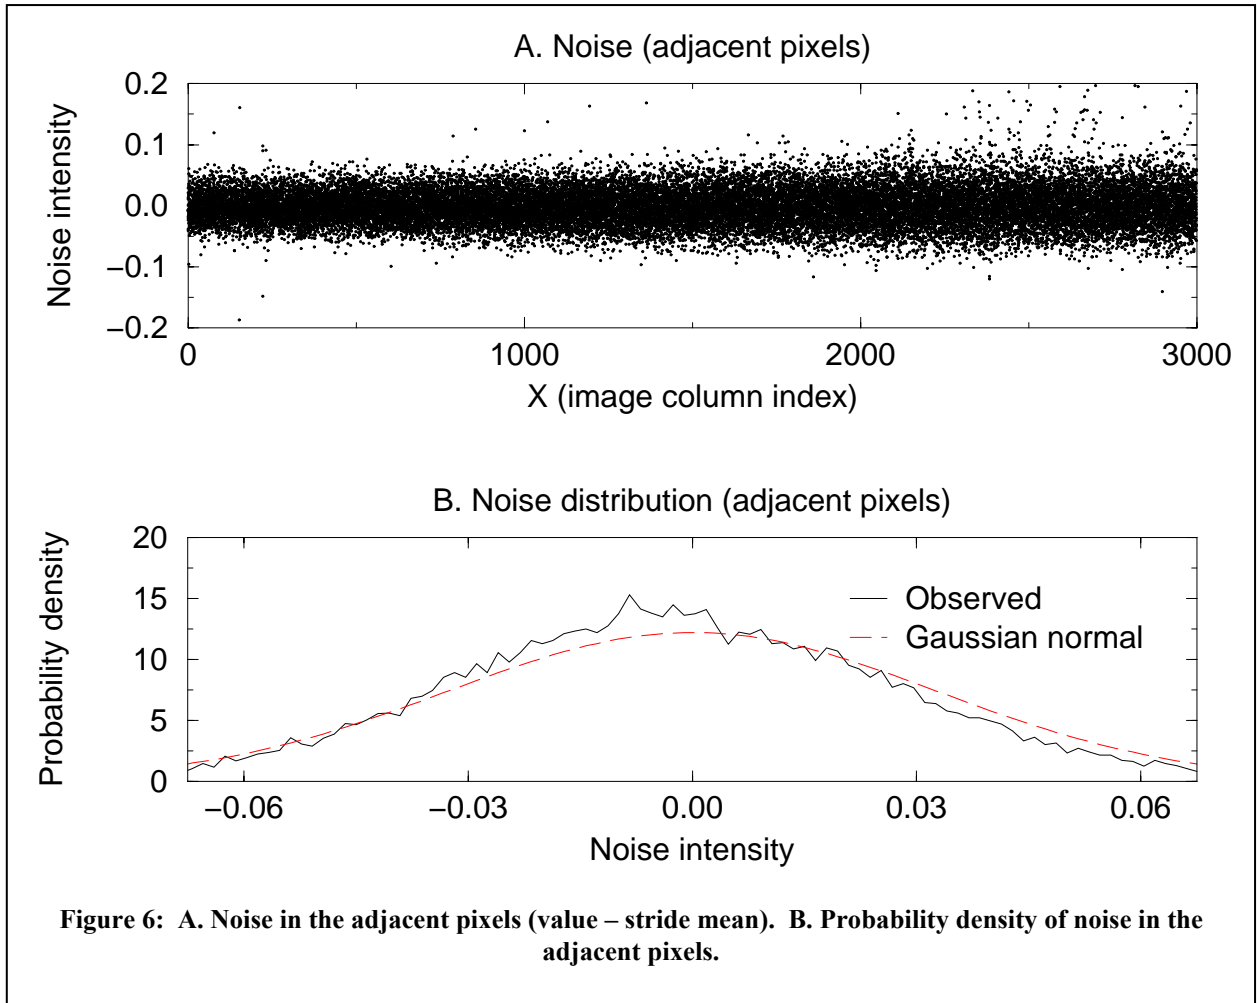 A. Noise (adjacent pixels)
Noise intensity
0.2
0.1
0.0
−0.1
−0.2
0 1000 2000 3000
X (image column index)
B. Noise distribution (adjacent pixels)
Probability density
20
15
10
5
0
Observed
Gaussian normal
−0.06 −0.03 0.00 0.03 0.06
Noise intensity
Figure 6: A. Noise in the adjacent pixels (value – stride mean). B. Probability density of noise in the
adjacent pixels.